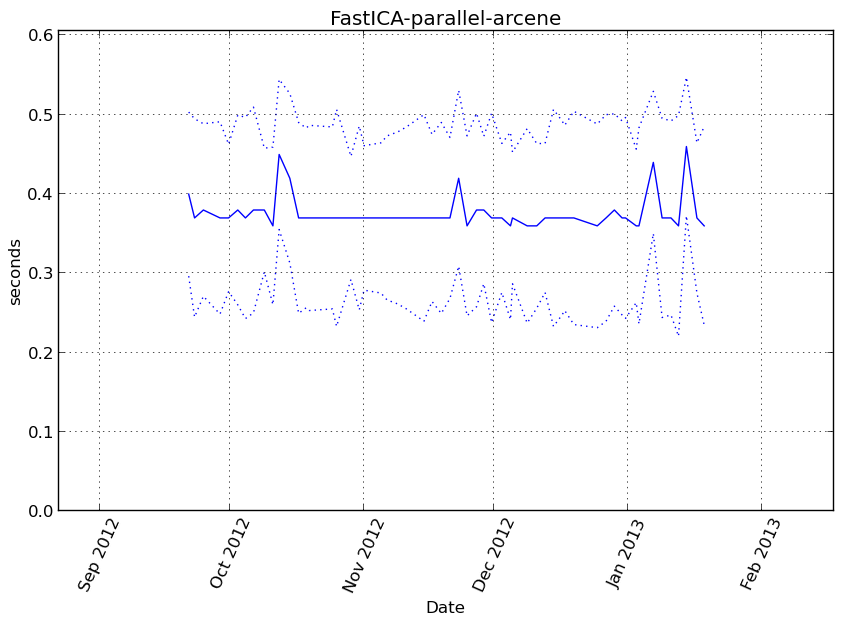 FastICA-parallel-arcene
0.6
0.5
0.4
0.3
0.2
0.1
0.0
seconds
Sep 2012
Oct 2012
Nov 2012
Dec 2012
Jan 2013
Feb 2013
Date